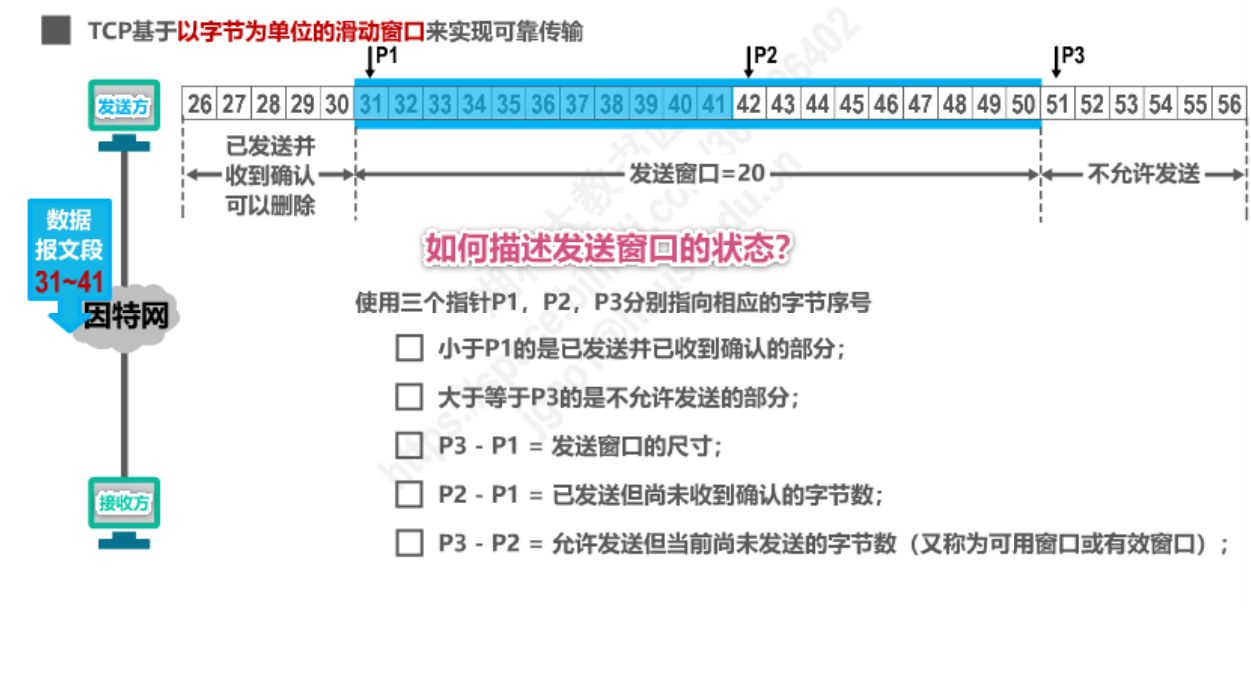 TCP基于以字节为单位的滑动窗口来实现可靠传输
P1 P2 P3
发送方
26 27 28 29 30 31 32 33 34 35 36 37 38 39 40 41 42 43 44 45 46 47 48 49 50 51 52 53 54 55 56
已发送并
收到确认
可以删除
发送窗口=20
不允许发送
数据
报文段
31~41
因特网
如何描述发送窗口的状态?
使用三个指针P1，P2，P3分别指向相应的字节序号
小于P1的是已发送并已收到确认的部分；
大于等于P3的是不允许发送的部分；
P3 - P1 = 发送窗口的尺寸；
P2 - P1 = 已发送但尚未收到确认的字节数；
接收方
P3 - P2 = 允许发送但当前尚未发送的字节数（又称为可用窗口或有效窗口）；